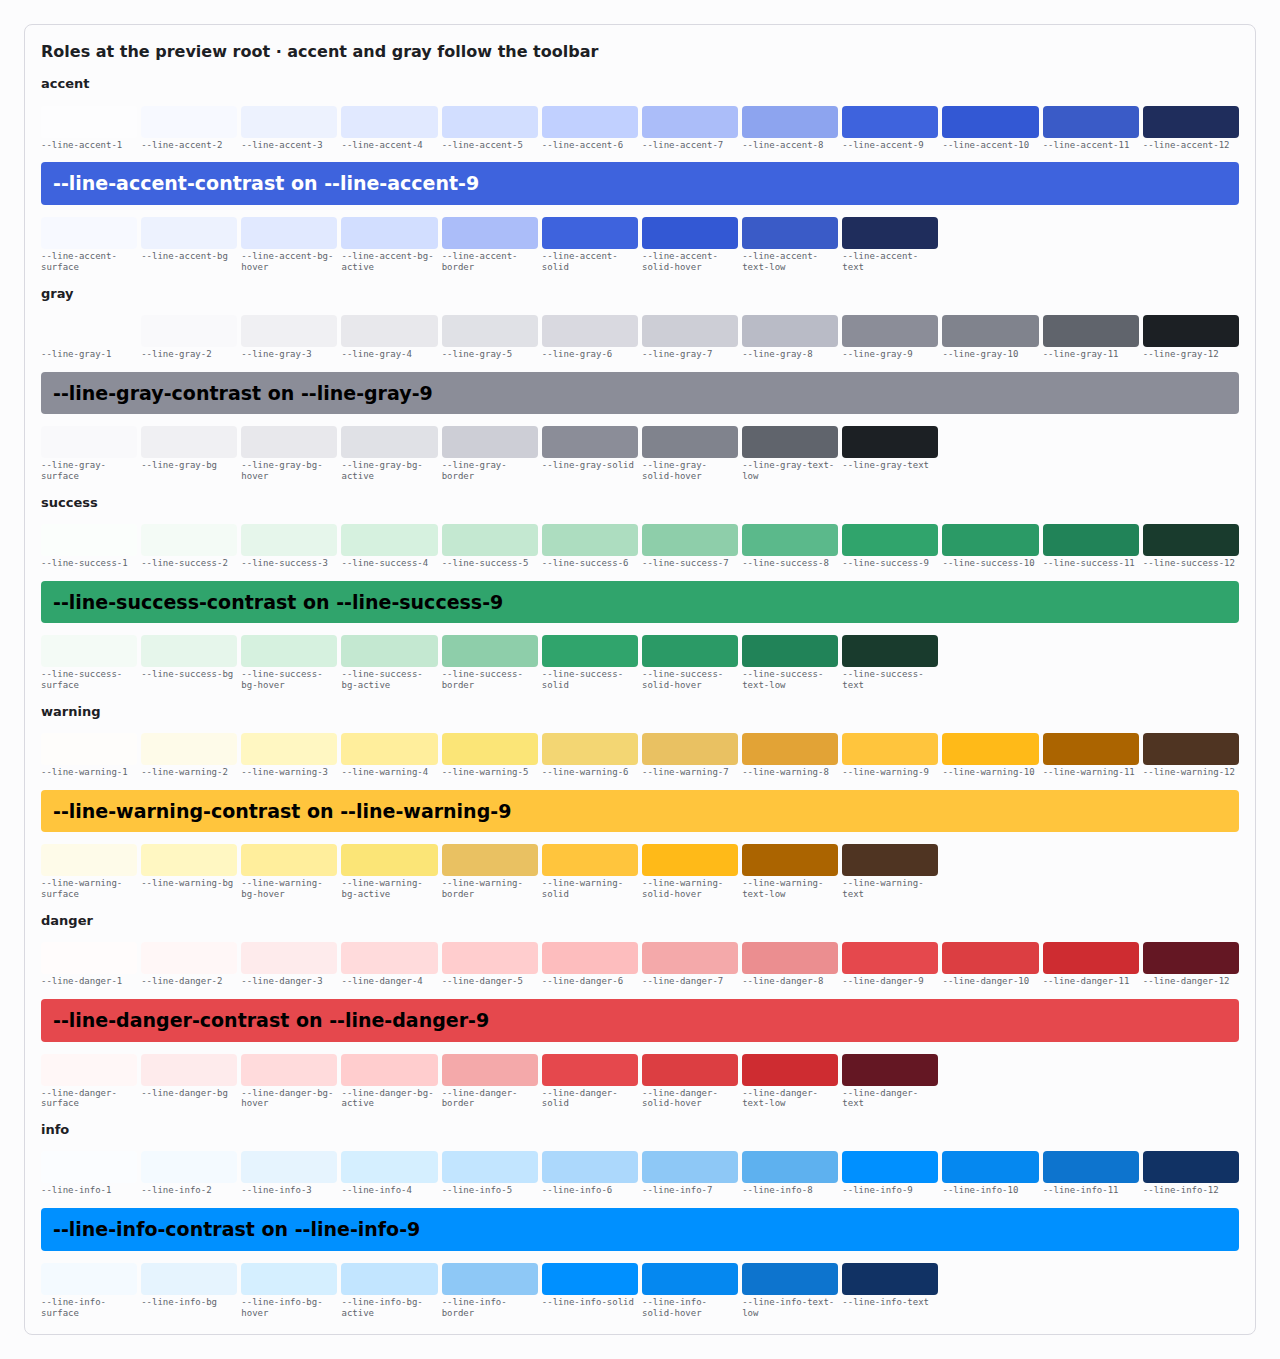 Roles at the preview root · accent and gray follow the toolbar
accent
--line-accent-1 --line-accent-2 --line-accent-3 --line-accent-4 --line-accent-5 --line-accent-6 --line-accent-7 --line-accent-8 --line-accent-9 --line-accent-10 --line-accent-11 --line-accent-12
--line-accent-contrast on --line-accent-9
--line-accent- --line-accent-bg --line-accent-bg- --line-accent-bg- --line-accent- --line-accent- --line-accent- --line-accent- --line-accent-
surface hover active border solid solid-hover text-low text
gray
--line-gray-1 --line-gray-2 --line-gray-3 --line-gray-4 --line-gray-5 --line-gray-6 --line-gray-7 --line-gray-8 --line-gray-9 --line-gray-10 --line-gray-11 --line-gray-12
--line-gray-contrast on --line-gray-9
--line-gray- --line-gray-bg --line-gray-bg- --line-gray-bg- --line-gray- --line-gray-solid --line-gray- --line-gray-text- --line-gray-text
surface hover active border solid-hover low
success
--line-success-1 --line-success-2 --line-success-3 --line-success-4 --line-success-5 --line-success-6 --line-success-7 --line-success-8 --line-success-9 --line-success-10 --line-success-11 --line-success-12
--line-success-contrast on --line-success-9
--line-success- --line-success-bg --line-success- --line-success- --line-success- --line-success- --line-success- --line-success- --line-success-
surface bg-hover bg-active border solid solid-hover text-low text
warning
--line-warning-1 --line-warning-2 --line-warning-3 --line-warning-4 --line-warning-5 --line-warning-6 --line-warning-7 --line-warning-8 --line-warning-9 --line-warning-10 --line-warning-11 --line-warning-12
--line-warning-contrast on --line-warning-9
--line-warning- --line-warning-bg --line-warning- --line-warning- --line-warning- --line-warning- --line-warning- --line-warning- --line-warning-
surface bg-hover bg-active border solid solid-hover text-low text
danger
--line-danger-1 --line-danger-2 --line-danger-3 --line-danger-4 --line-danger-5 --line-danger-6 --line-danger-7 --line-danger-8 --line-danger-9 --line-danger-10 --line-danger-11 --line-danger-12
--line-danger-contrast on --line-danger-9
--line-danger- --line-danger-bg --line-danger-bg- --line-danger-bg- --line-danger- --line-danger- --line-danger- --line-danger- --line-danger-
surface hover active border solid solid-hover text-low text
info
--line-info-1 --line-info-2 --line-info-3 --line-info-4 --line-info-5 --line-info-6 --line-info-7 --line-info-8 --line-info-9 --line-info-10 --line-info-11 --line-info-12
--line-info-contrast on --line-info-9
--line-info- --line-info-bg --line-info-bg- --line-info-bg- --line-info- --line-info-solid --line-info- --line-info-text- --line-info-text
surface hover active border solid-hover low